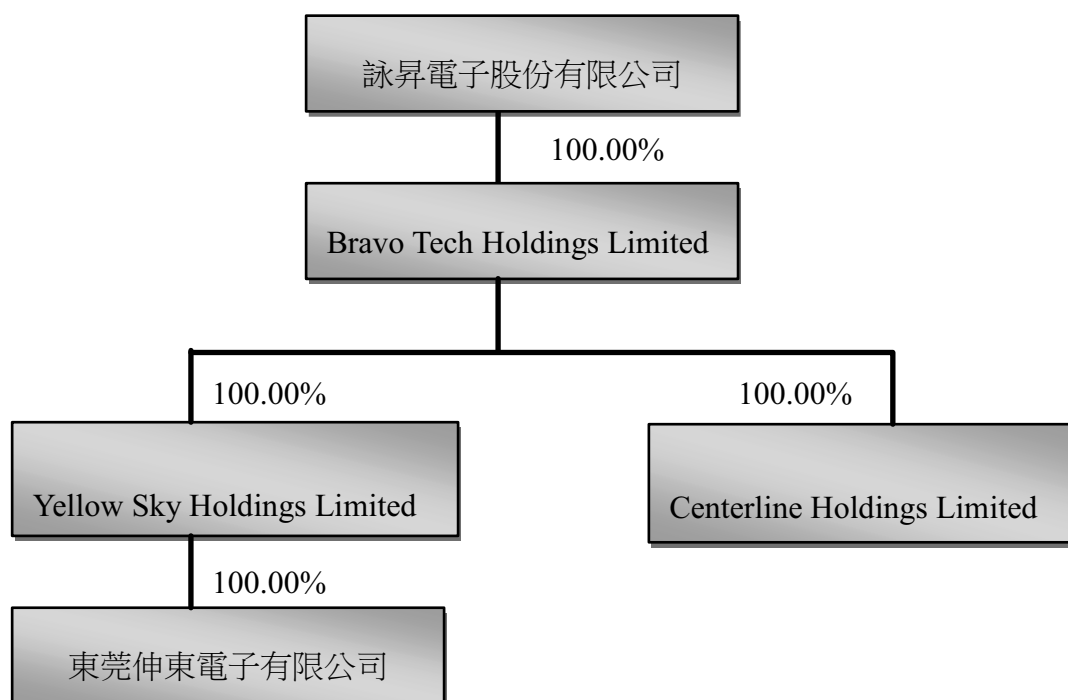 詠昇電子股份有限公司
100.00%
Bravo Tech Holdings Limited
100.00%
100.00%
Yellow Sky Holdings Limited
Centerline Holdings Limited
100.00%
東莞伸東電子有限公司